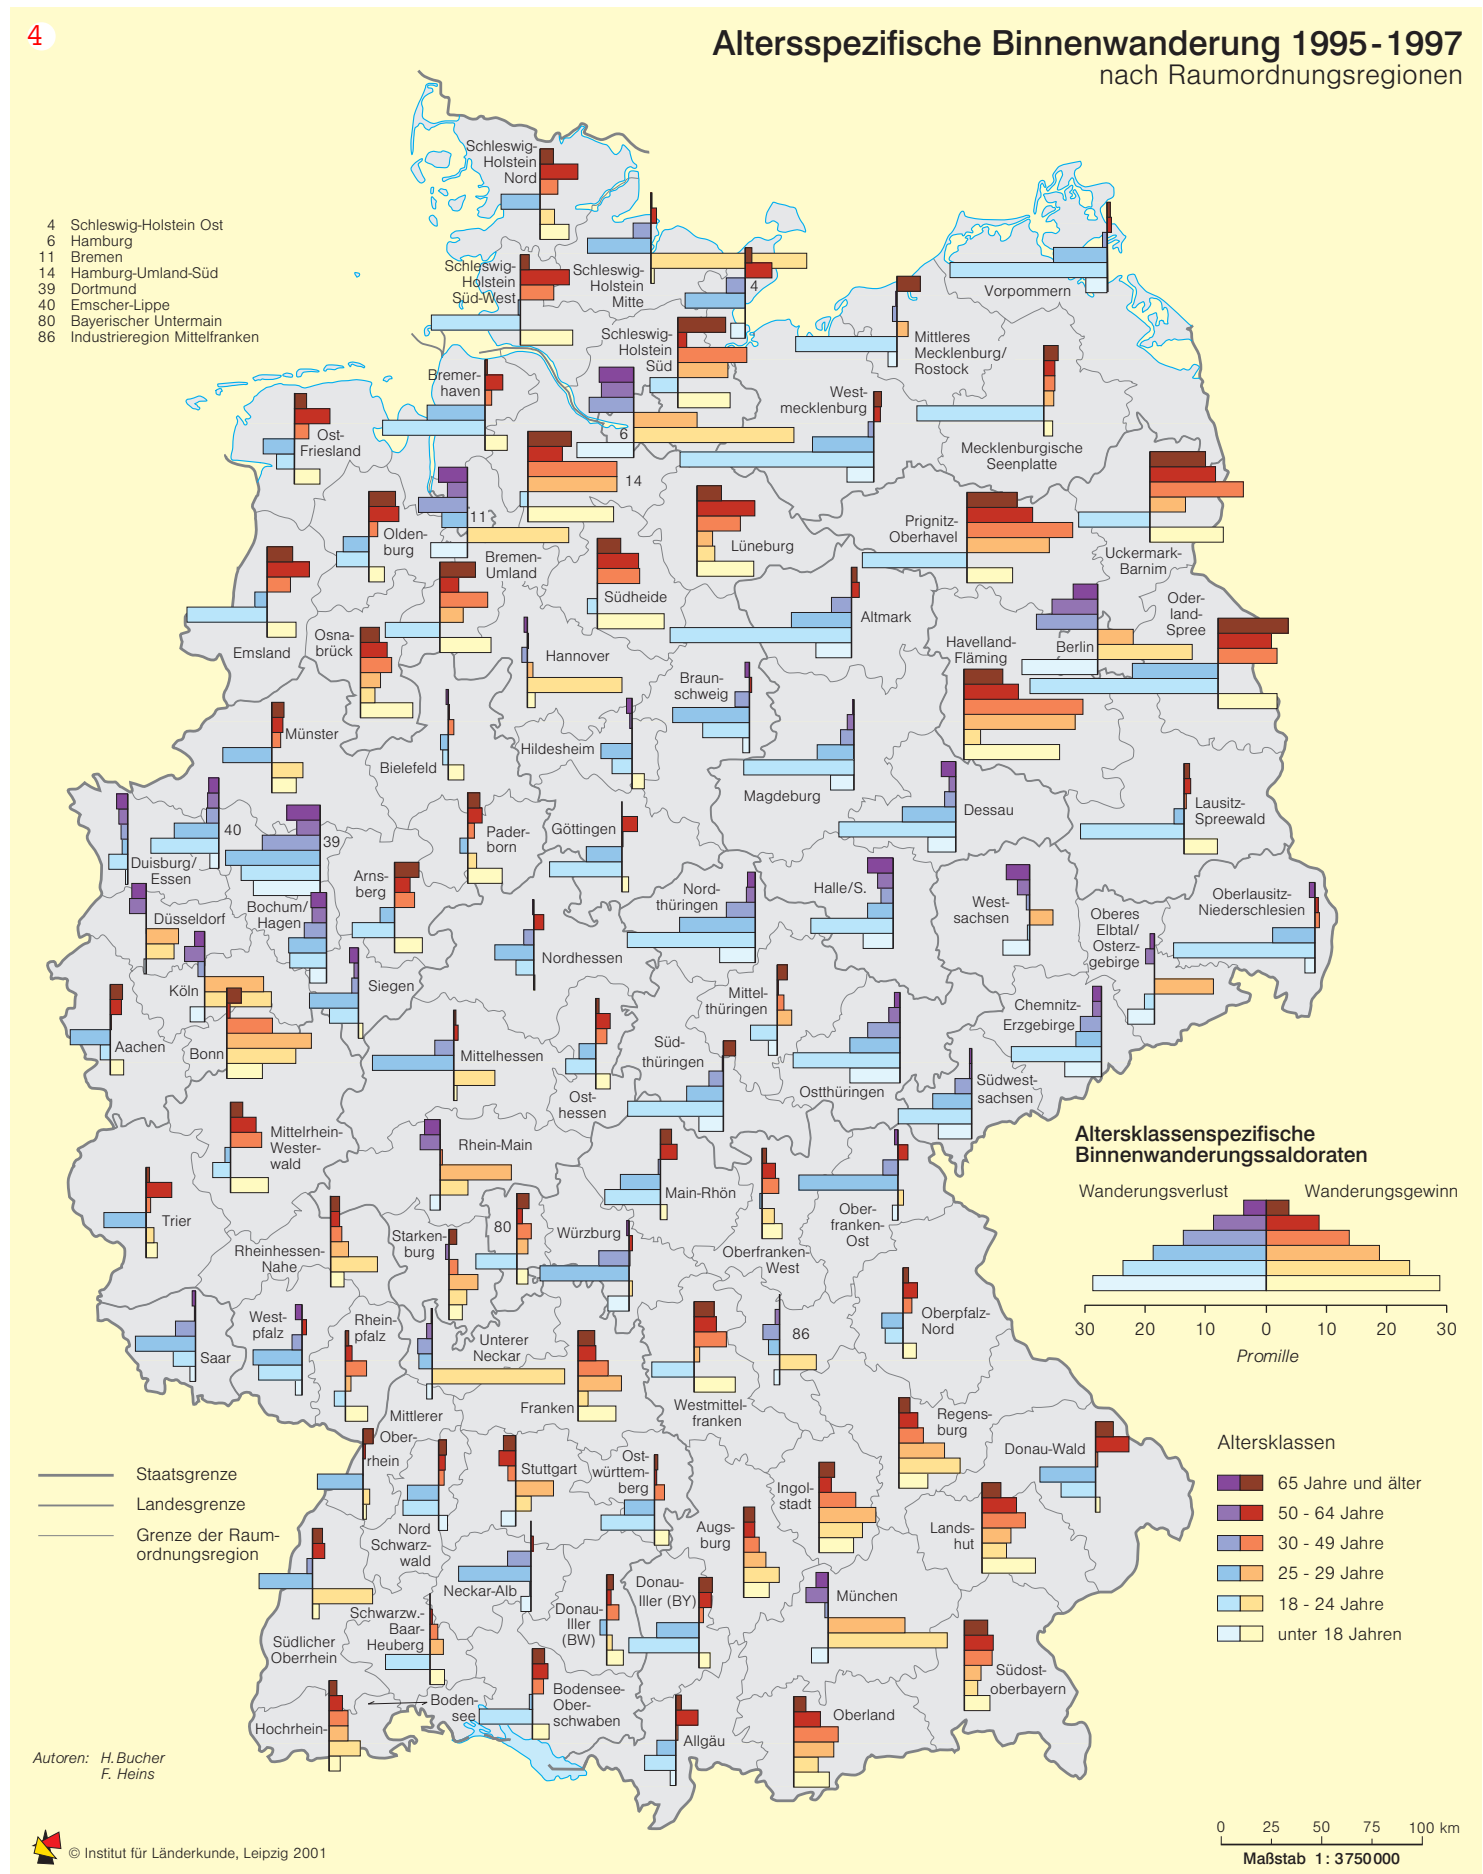 4
Altersspezifische Binnenwanderung 1995-1997
nach Raumordnungsregionen
4 Schleswig-Holstein Ost
6 Hamburg
11 Bremen
14 Hamburg-Umland-Süd
39 Dortmund
40 Emscher-Lippe
80 Bayerischer Untermain
86 Industrieregion Mittelfranken
Schleswig-
Holstein
Nord
Schleswig-
Holstein
Süd-West
Schleswig-
Holstein
Mitte
4
Vorpommern
Schleswig-
Holstein
Süd
Mittleres
Mecklenburg/
Rostock
Bremer-
haven
West-
mecklenburg
Mecklenburgische
Seenplatte
6
Ost-
Friesland
14
11
Olden-
burg
Bremen-
Umland
Lüneburg
Prignitz-
Oberhavel
Uckermark-
Barnim
Südheide
Altmark
Oder-
land-
Spree
Emsland
Osna-
brück
Hannover
Havelland-
Fläming
Berlin
Braun-
schweig
Münster
Bielefeld
Hildesheim
Magdeburg
Dessau
Lausitz-
Spreewald
40
39
Duisburg/
Essen
Pader-
born
Göttingen
Arns-
berg
Nord-
thüringen
Halle/S.
West-
sachsen
Oberes
Elbtal/
Osterz-
gebirge
Oberlausitz-
Niederschlesien
Düsseldorf
Bochum/
Hagen
Nordhessen
Köln
Siegen
Mittel-
thüringen
Chemnitz-
Erzgebirge
Aachen
Bonn
Mittelhessen
Ost-
hessen
Süd-
thüringen
Ostthüringen
Südwest-
sachsen
Mittelrhein-
Wester-
wald
Rhein-Main
Main-Rhön
Trier
Rheinhessen-
Nahe
Starken-
burg
80
Würzburg
Oberfranken-
West
Ober-
franken-
Ost
Altersklassenspezifische
Binnenwanderungssaldoraten
Wanderungsverlust Wanderungsgewinn
30 20 10 0 10 20 30
Promille
Saar
West-
pfalz
Rhein-
pfalz
Unterer
Neckar
86
Oberpfalz-
Nord
Franken
Westmittel-
franken
Mittlerer
Ober-
rhein
Regens-
burg
Donau-Wald
Stuttgart
Ost-
württem-
berg
Ingol-
stadt
Nord
Schwarz-
wald
Augs-
burg
Lands-
hut
Neckar-Alb
Donau-
Iller (BY)
München
Donau-
Iller
(BW)
Schwarzw.-
Baar-
Heuberg
Südlicher
Oberrhein
Südost-
oberbayern
Boden-
see
Bodensee-
Ober-
schwaben
Hochrhein-
Allgäu
Oberland
Staatsgrenze
Landesgrenze
Grenze der Raum-
ordnungsregion
Altersklassen
65 Jahre und älter
50 - 64 Jahre
30 - 49 Jahre
25 - 29 Jahre
18 - 24 Jahre
unter 18 Jahren
Autoren: H.Bucher
F. Heins
© Institut für Länderkunde, Leipzig 2001
0 25 50 75 100 km
Maßstab 1:3750000